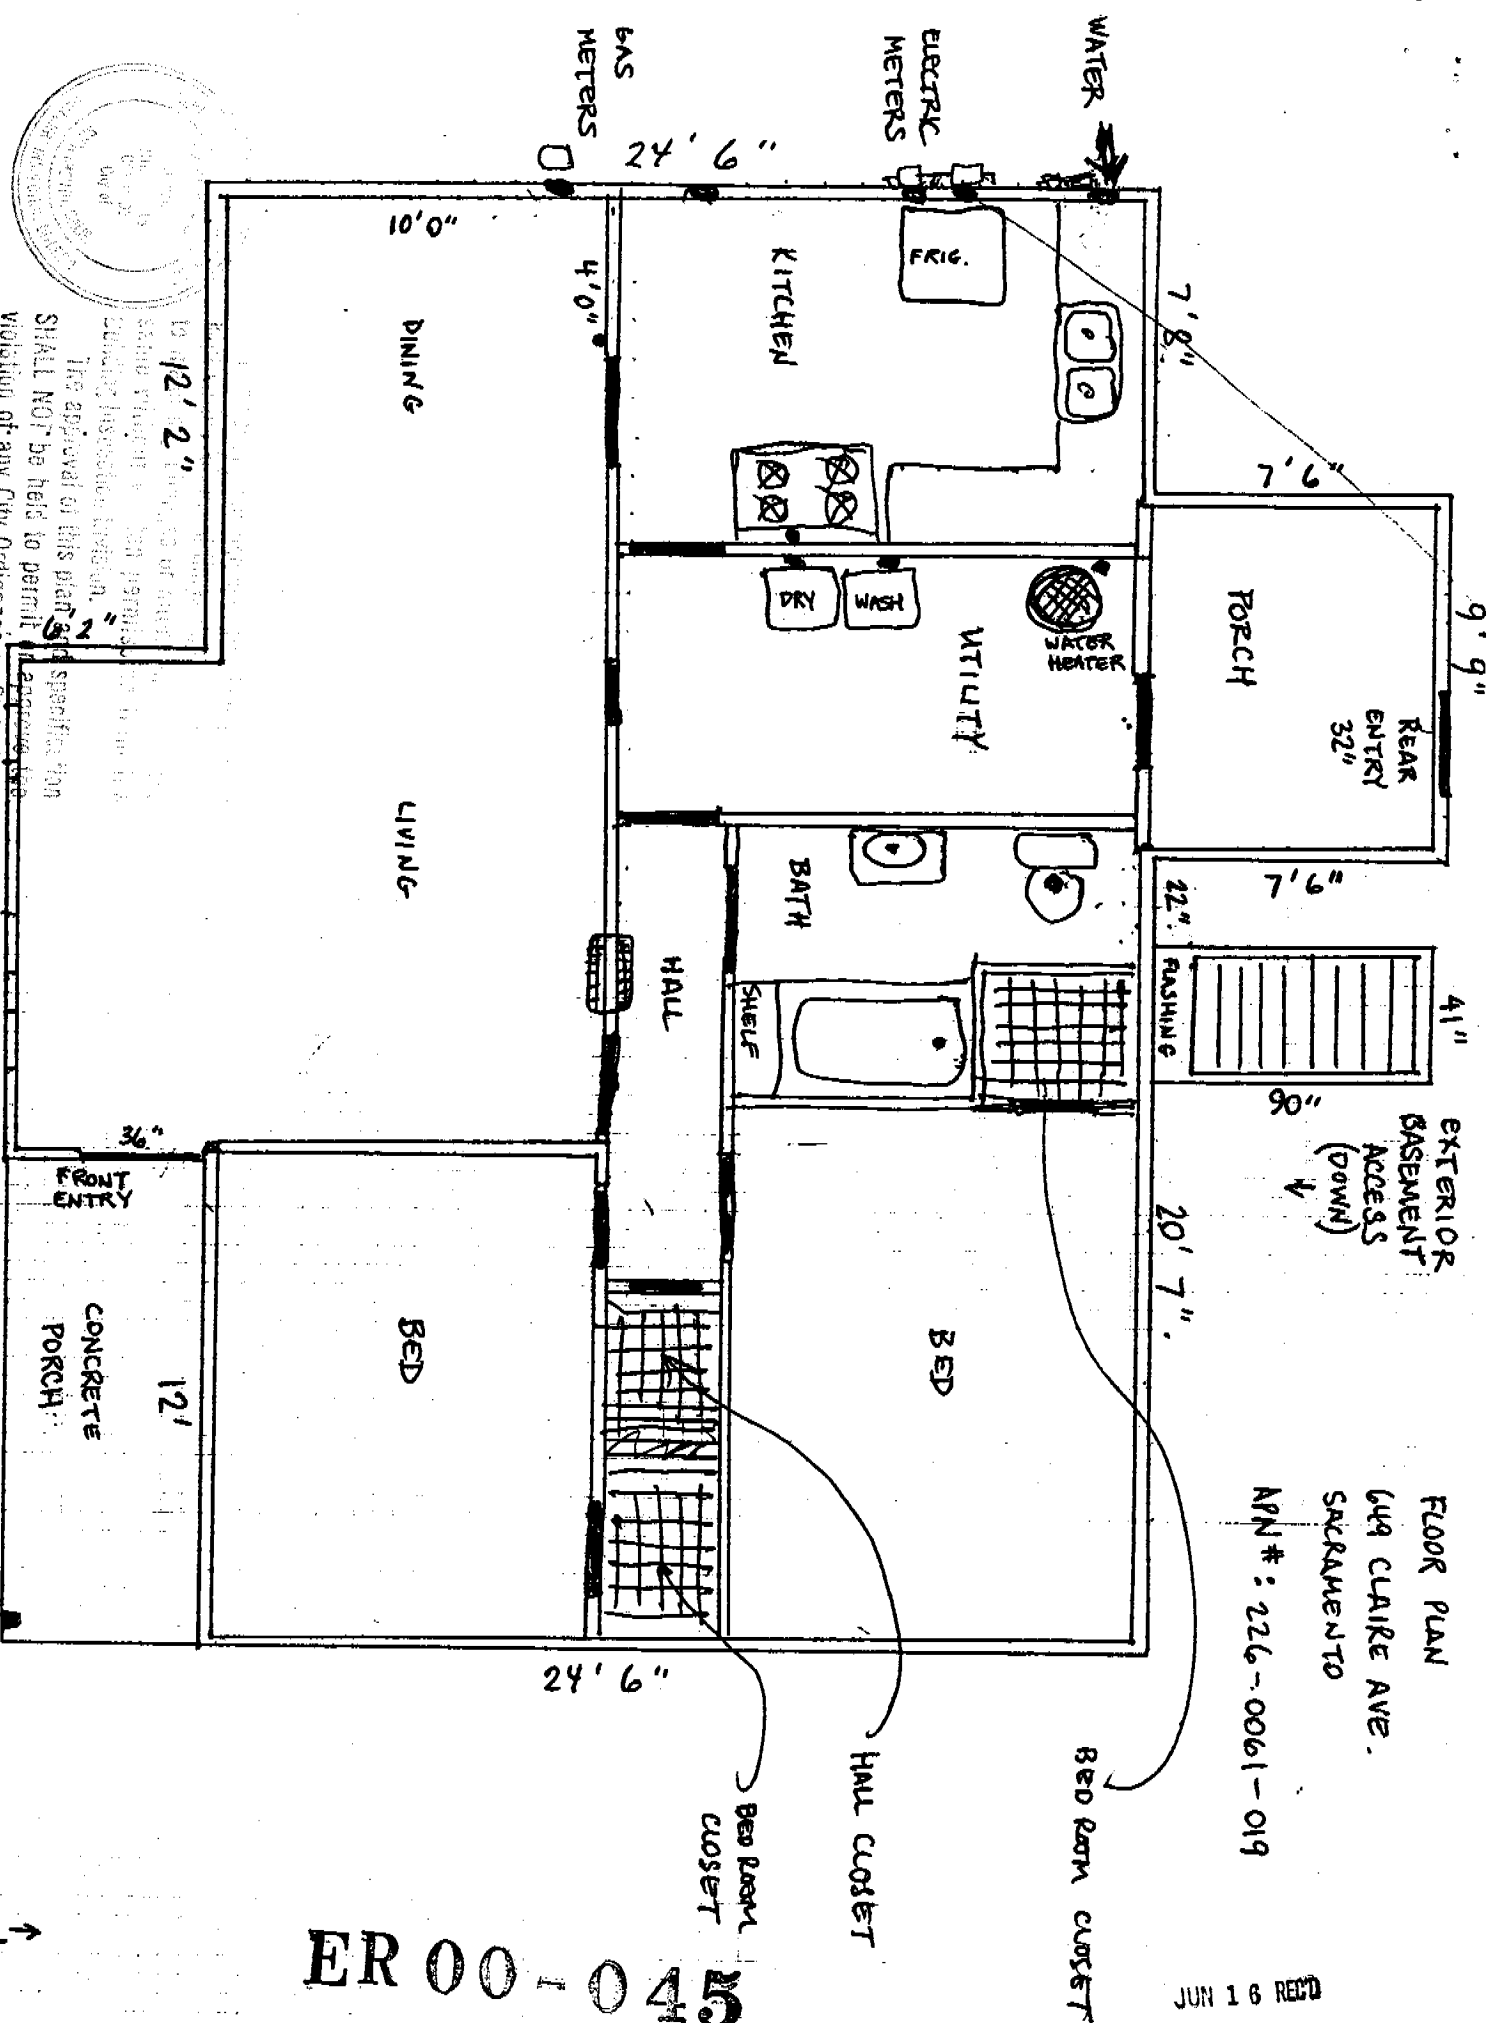 FLOOR PLAN
649 CLAIRE AVE.
SACRAMENTO
APN # : 226-0061-019
WATER
ELECTRIC
METERS
GAS
METERS
24' 6"
7' 8"
7' 6"
9' 9"
PORCH
REAR
ENTRY
32"
7' 6"
22"
FLASHING
41"
90"
EXTERIOR
BASEMENT
ACCESS
(DOWN)
20' 7".
FRIG.
KITCHEN
DRY
WASH
WATER
HEATER
UTILITY
BATH
SHELF
HALL
BED
10'0"
4'0"
DINING
12' 2"
6' 2"
LIVING
36"
FRONT
ENTRY
BED
12'
CONCRETE
PORCH
24' 6"
BED ROOM CLOSET
HALL CLOSET
BED ROOM
CLOSET
The approval of this plan and specification
SHALL NOT be held to permit
violation of any City
ER 00-045
JUN 16 REC'D